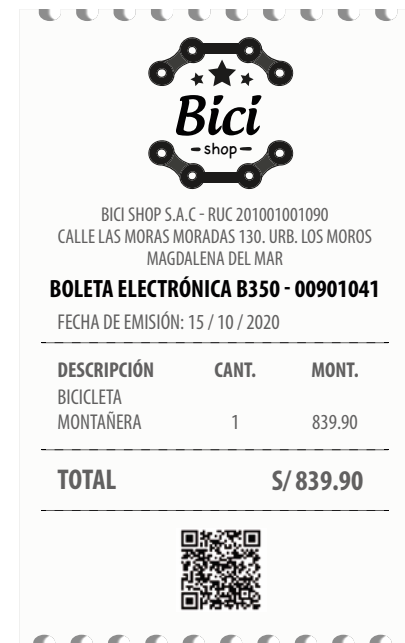 Bici
shop
BICI SHOP S.A.C - RUC 201001001090
CALLE LAS MORAS MORADAS 130. URB. LOS MOROS
MAGDALENA DEL MAR
BOLETA ELECTRÓNICA B350 - 00901041
FECHA DE EMISIÓN: 15 / 10 / 2020
DESCRIPCIÓN CANT. MONT.
BICICLETA
MONTAÑERA 1 839.90
TOTAL S/ 839.90